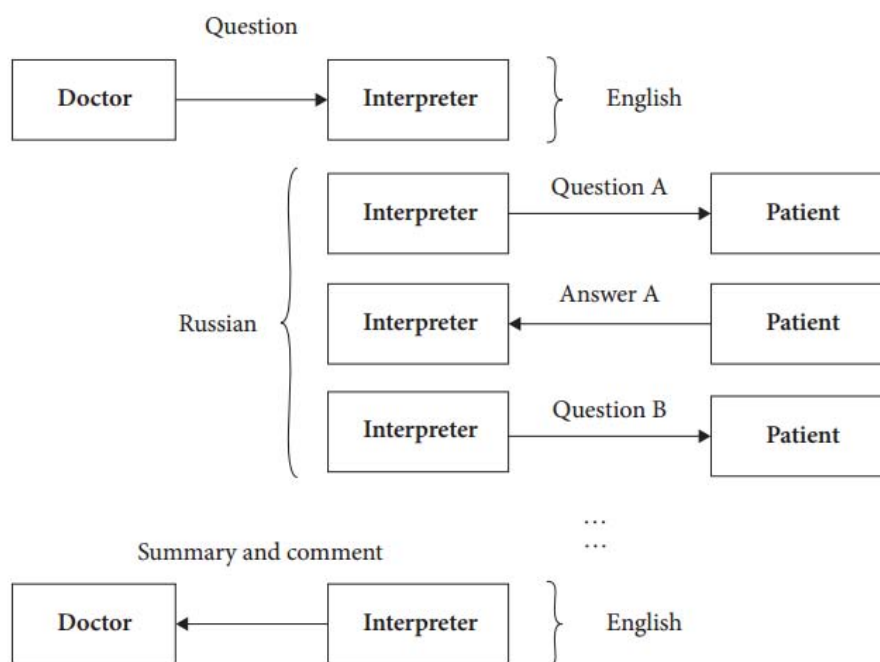 Question
Doctor Interpreter English
Interpreter Question A Patient
Russian Interpreter Answer A Patient
Interpreter Question B Patient
...
...
Summary and comment
Doctor Interpreter English